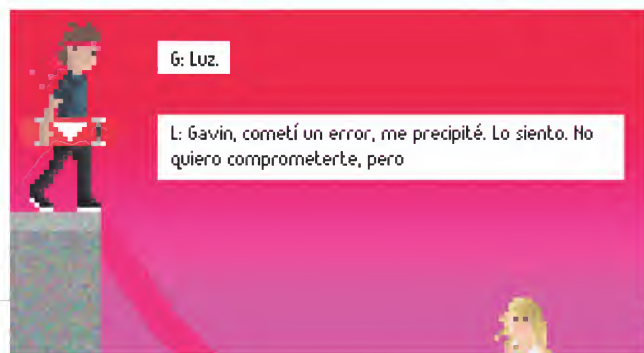 G: Luz.
L: Gavin, cometí un error, me precipité. Lo siento. No
quiero comprometerte, pero